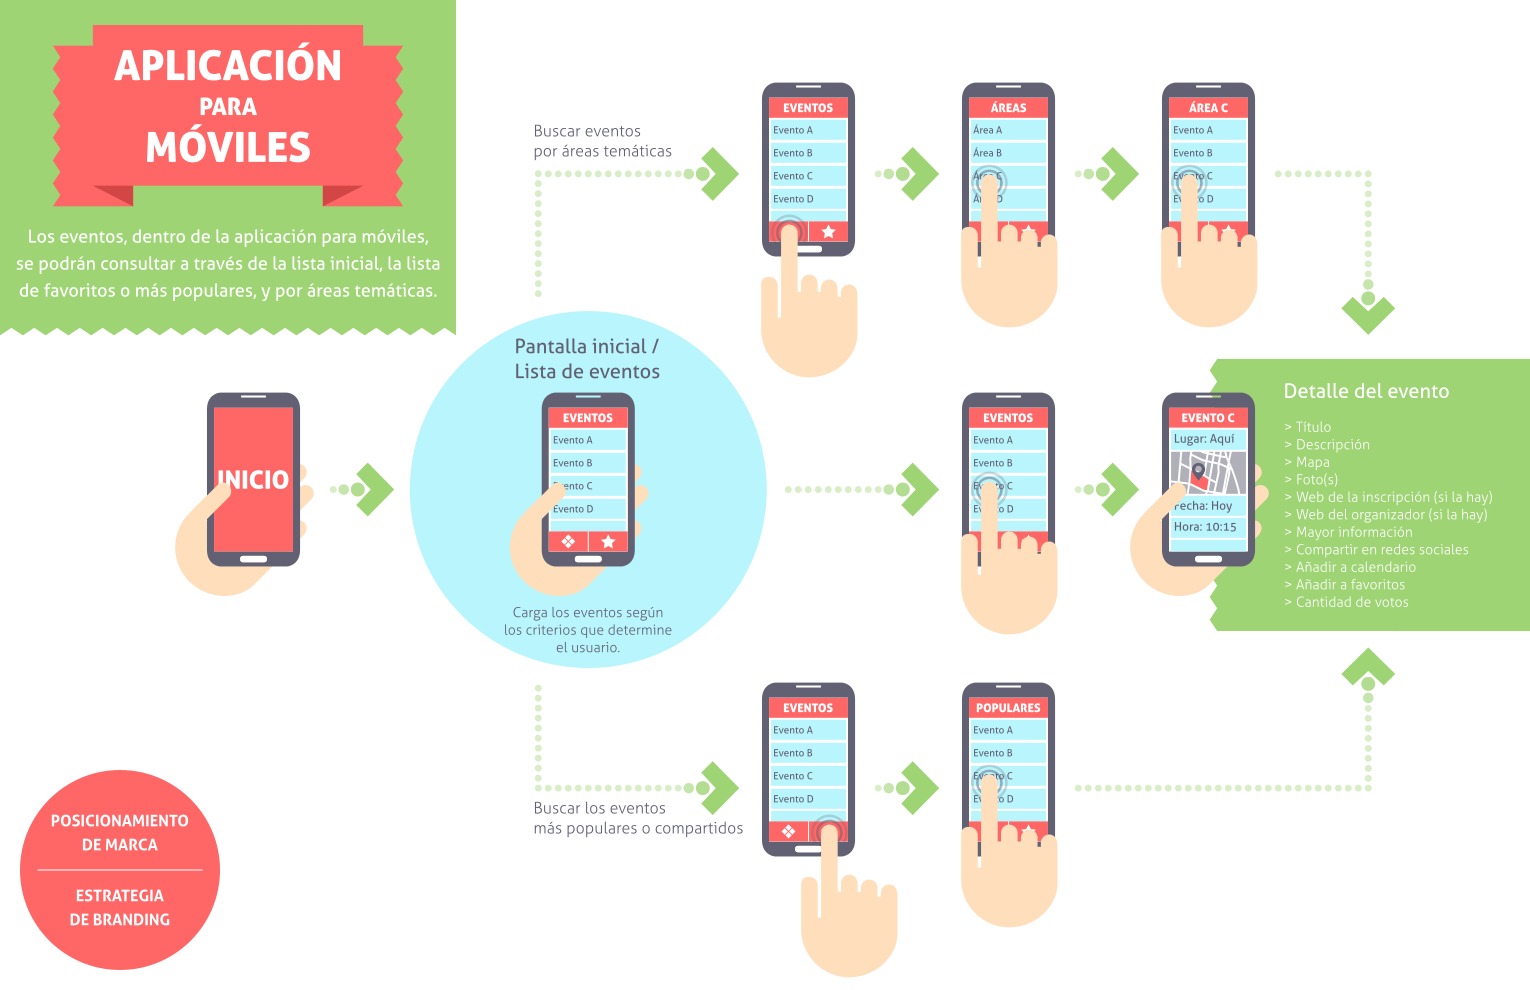 APLICACIÓN
PARA
MÓVILES
Los eventos, dentro de la aplicación para móviles,
se podrán consultar a través de la lista inicial, la lista
de favoritos o más populares, y por áreas temáticas.
Buscar eventos
por áreas temáticas
EVENTOS
Evento A
Evento B
Evento C
Evento D
ÁREAS
Área A
Área B
Área C
ÁREA C
Evento A
Evento B
Evento C
Evento D
INICIO
Pantalla inicial /
Lista de eventos
EVENTOS
Evento A
Evento B
Evento C
Evento D
Carga los eventos según
los criterios que determine
el usuario.
EVENTOS
Evento A
Evento B
Evento C
Evento D
EVENTO C
Lugar: Aquí
Fecha: Hoy
Hora: 10:15
Detalle del evento
> Título
> Descripción
> Mapa
> Foto(s)
> Web de la inscripción (si la hay)
> Web del organizador (si la hay)
> Mayor información
> Compartir en redes sociales
> Añadir a calendario
> Añadir a favoritos
> Cantidad de votos
Buscar los eventos
más populares o compartidos
EVENTOS
Evento A
Evento B
Evento C
Evento D
POPULARES
Evento A
Evento B
Evento C
Evento D
POSICIONAMIENTO
DE MARCA
ESTRATEGIA
DE BRANDING